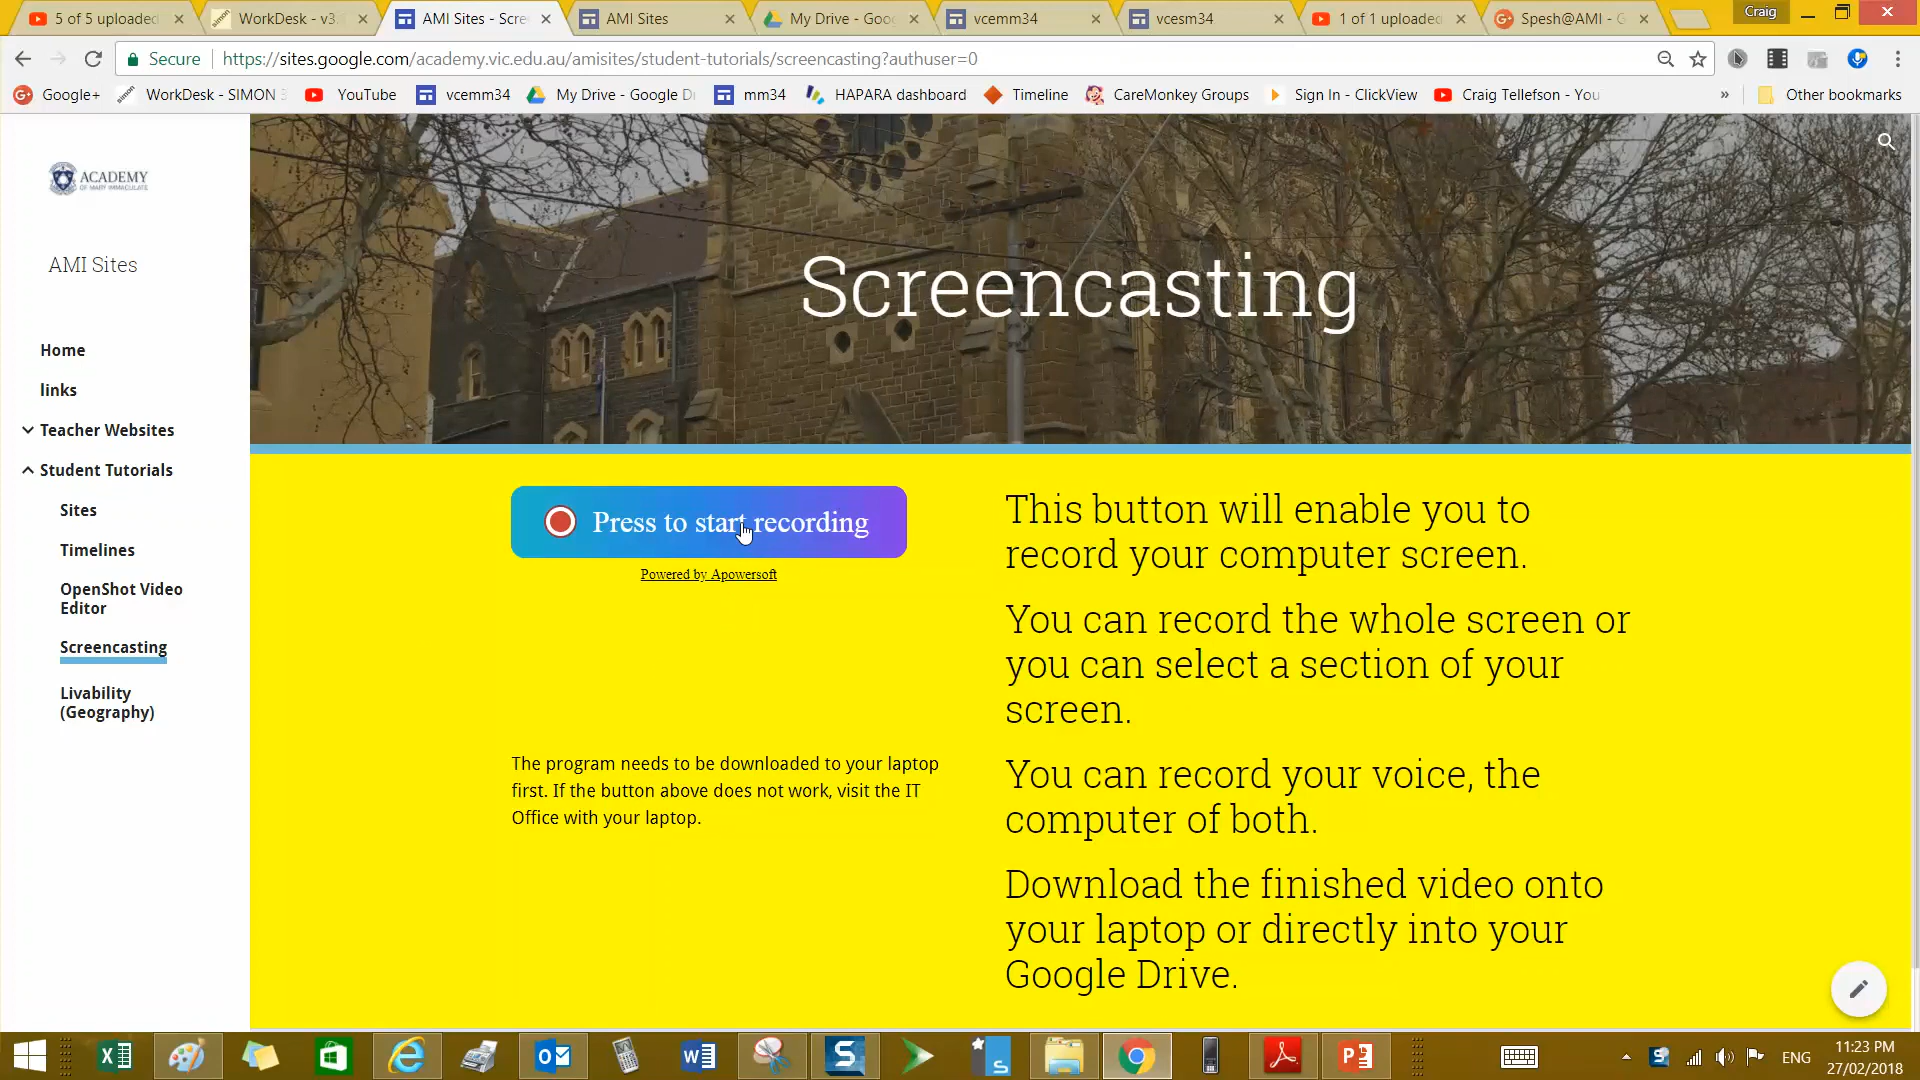 5 of 5 uploaded
WorkDesk - v3.
AMI Sites - Scre
AMI Sites
My Drive - Goo
vcemm34
vcesm34
1 of 1 uploaded
Spesh@AMI - G
Craig
Secure
https://sites.google.com/academy.vic.edu.au/amisites/student-tutorials/screencasting?authuser=0
Google+
WorkDesk - SIMON
YouTube
vcemm34
My Drive - Google D
mm34
HAPARA dashboard
Timeline
CareMonkey Groups
Sign In - ClickView
Craig Tellefson - You
»
Other bookmarks
ACADEMY
OF MARY IMMACULATE
AMI Sites
Home
links
Teacher Websites
Student Tutorials
Sites
Timelines
OpenShot Video
Editor
Screencasting
Livability
(Geography)
Screencasting
Press to start recording
Powered by Apowersoft
The program needs to be downloaded to your laptop
first. If the button above does not work, visit the IT
Office with your laptop.
This button will enable you to
record your computer screen.
You can record the whole screen or
you can select a section of your
screen.
You can record your voice, the
computer of both.
Download the finished video onto
your laptop or directly into your
Google Drive.
ENG
11:23 PM
27/02/2018